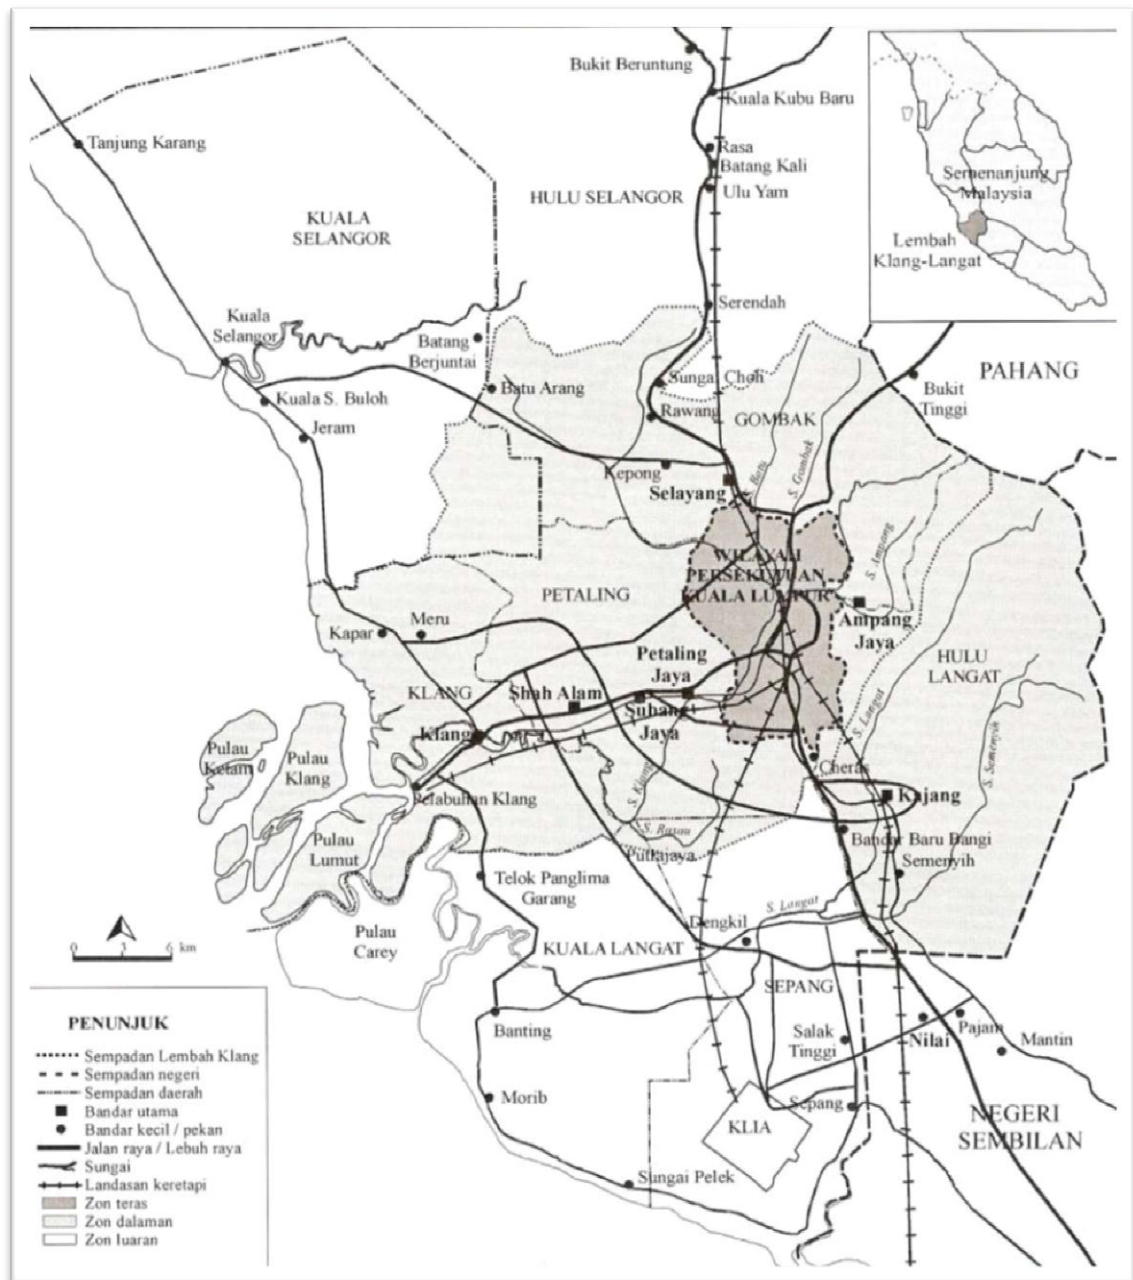 Bukit Beruntung
Kuala Kubu Baru
Tanjung Karang
Rasa
Batang Kali
Ulu Yam
HULU SELANGOR
KUALA
SELANGOR
Semenanjung
Malaysia
Lembah
Klang-Langat
Serendah
Kuala
Selangor
Batang
Berjuntai
Batu Arang
Sungai Choh
PAHANG
Bukit
Tinggi
Kuala S. Buloh
Jeram
Rawang
GOMBAK
Kepong
Selayang
S. Batu
S. Gombak
S. Ampang
WILAYAH
PERSEKUTUAN
KUALA LUMPUR
PETALING
Ampang
Jaya
Kapar
Meru
Petaling
Jaya
HULU
LANGAT
KLANG
Shah Alam
Subang
Jaya
S. Langat
S. Semenyih
Klang
Pulau
Ketam
Pulau
Klang
S. Klang
Cheras
Kajang
Pelabuhan Klang
S. Rasau
Bandar Baru Bangi
Pulau
Lumut
Putrajaya
Semenyih
Telok Panglima
Garang
S. Langat
Dengkil
Pulau
Carey
KUALA LANGAT
0 3 6 km
SEPANG
Banting
Salak
Tinggi
Nilai
Pajam
Mantin
Morib
Sepang
KLIA
NEGERI
SEMBILAN
Sungai Pelek
PENUNJUK
Sempadan Lembah Klang
Sempadan negeri
Sempadan daerah
Bandar utama
Bandar kecil / pekan
Jalan raya / Lebuh raya
Sungai
Landasan keretapi
Zon teras
Zon dalaman
Zon luaran